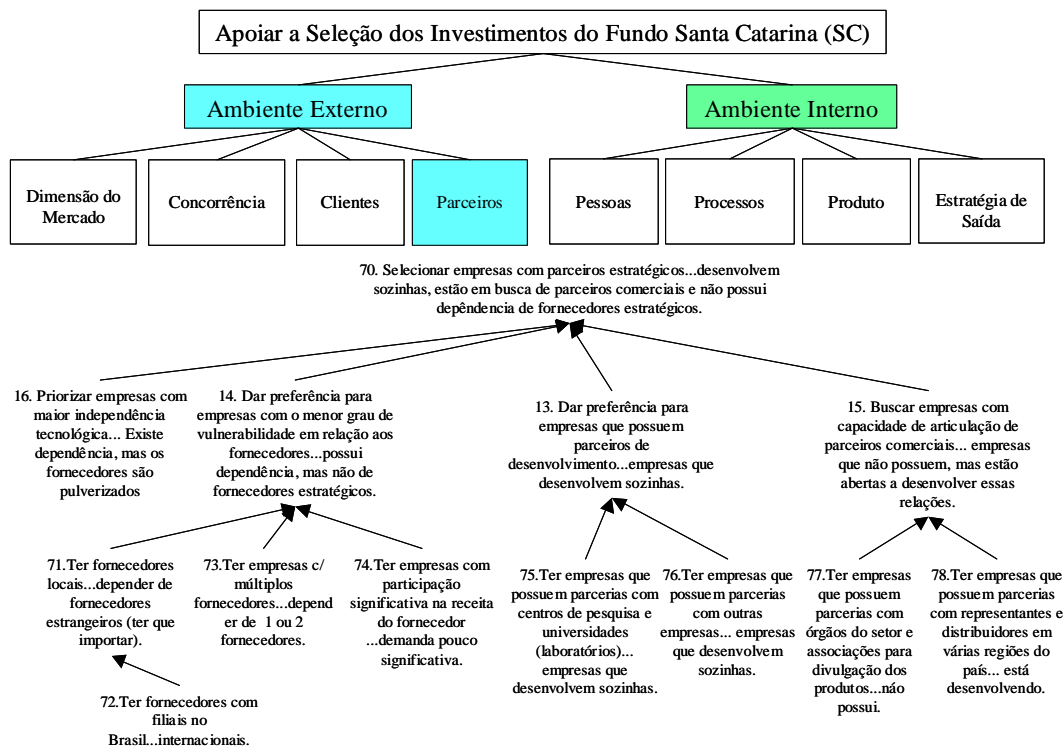 Apoiar a Seleção dos Investimentos do Fundo Santa Catarina (SC)
Ambiente Externo
Ambiente Interno
Dimensão do
Mercado
Concorrência
Clientes
Parceiros
Pessoas
Processos
Produto
Estratégia de
Saída
70. Selecionar empresas com parceiros estratégicos...desenvolvem
sozinhas, estão em busca de parceiros comerciais e não possui
depêndencia de fornecedores estratégicos.
16. Priorizar empresas com
maior independência
tecnológica... Existe
dependência, mas os
fornecedores são
pulverizados
14. Dar preferência para
empresas com o menor grau de
vulnerabilidade em relação aos
fornecedores...possui
dependência, mas não de
fornecedores estratégicos.
13. Dar preferência para
empresas que possuem
parceiros de
desenvolvimento...empresas que
desenvolvem sozinhas.
15. Buscar empresas com
capacidade de articulação de
parceiros comerciais... empresas
que não possuem, mas estão
abertas a desenvolver essas
relações.
71.Ter fornecedores
locais...depender de
fornecedores
estrangeiros (ter que
importar).
73.Ter empresas c/
múltiplos
fornecedores...depend
er de 1 ou 2
fornecedores.
74.Ter empresas com
participação
significativa na receita
do fornecedor
...demanda pouco
significativa.
75.Ter empresas que
possuem parcerias com
centros de pesquisa e
universidades
(laboratórios)...
empresas que
desenvolvem sozinhas.
76.Ter empresas que
possuem parcerias
com outras
empresas... empresas
que desenvolvem
sozinhas.
77.Ter empresas
que possuem
parcerias com
órgãos do setor e
associações para
divulgação dos
produtos...náo
possui.
78.Ter empresas que
possuem parcerias
com representantes e
distribuidores em
várias regiões do
país... está
desenvolvendo.
72.Ter fornecedores com
filiais no
Brasil...internacionais.